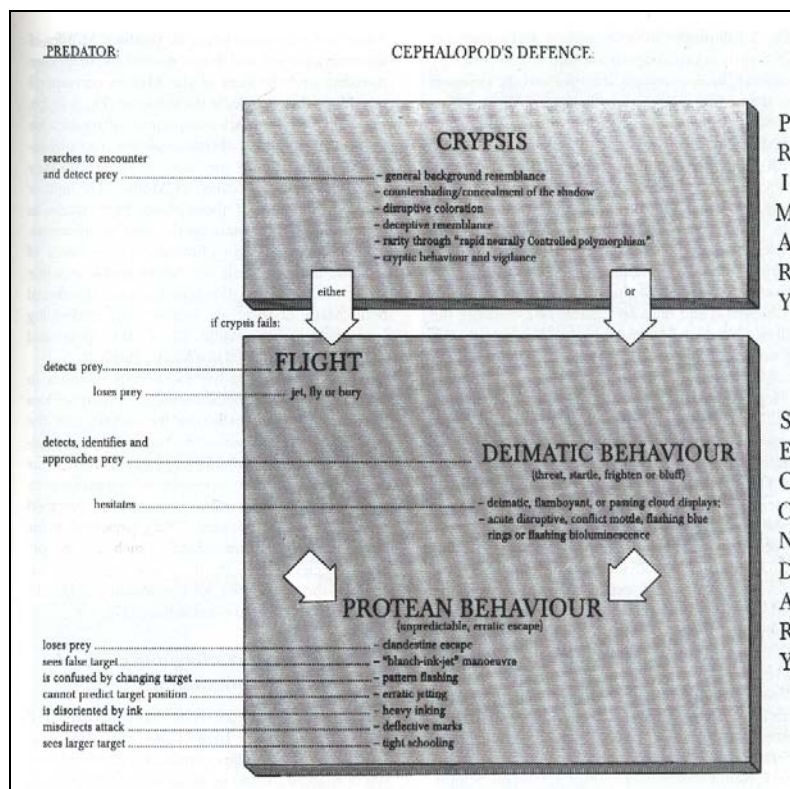 PREDATOR:
CEPHALOPOD'S DEFENCE:
CRYPSIS
searches to encounter
and detect prey – general background resemblance
– countershading/concealment of the shadow
– disruptive coloration
– deceptive resemblance
– rarity through "rapid neurally Controlled polymorphism"
– cryptic behaviour and vigilance
PRIMARY
either
or
if crypsis fails:
detects prey FLIGHT
loses prey – jet, fly or bury
detects, identifies and
approaches prey DEIMATIC BEHAVIOUR
(threat, startle, frighten or bluff)
hesitates – deimatic, flamboyant, or passing cloud displays;
– acute disruptive, conflict mottle, flashing blue
rings or flashing bioluminescence
SECONDARY
PROTEAN BEHAVIOUR
(unpredictable, erratic escape)
loses prey – clandestine escape
sees false target – "blanch-ink-jet" manoeuvre
is confused by changing target – pattern flashing
cannot predict target position – erratic jetting
is disoriented by ink – heavy inking
misdirects attack – deflective marks
sees larger target – tight schooling